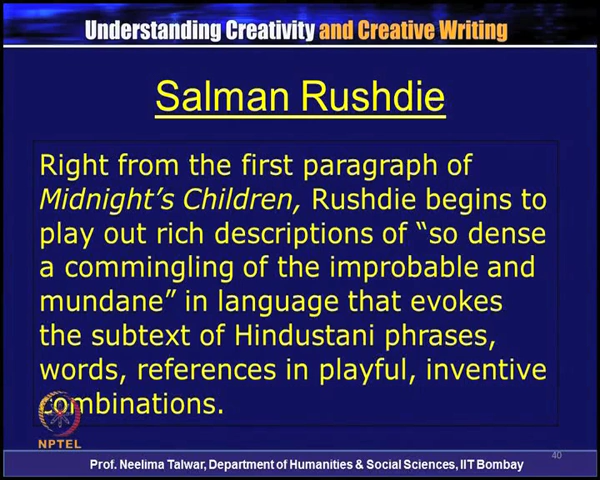 Understanding Creativity and Creative Writing
Salman Rushdie
Right from the first paragraph of
Midnight's Children, Rushdie begins to
play out rich descriptions of “so dense
a commingling of the improbable and
mundane” in language that evokes
the subtext of Hindustani phrases,
words, references in playful, inventive
combinations.
NPTEL
40
Prof. Neelima Talwar, Department of Humanities & Social Sciences, IIT Bombay